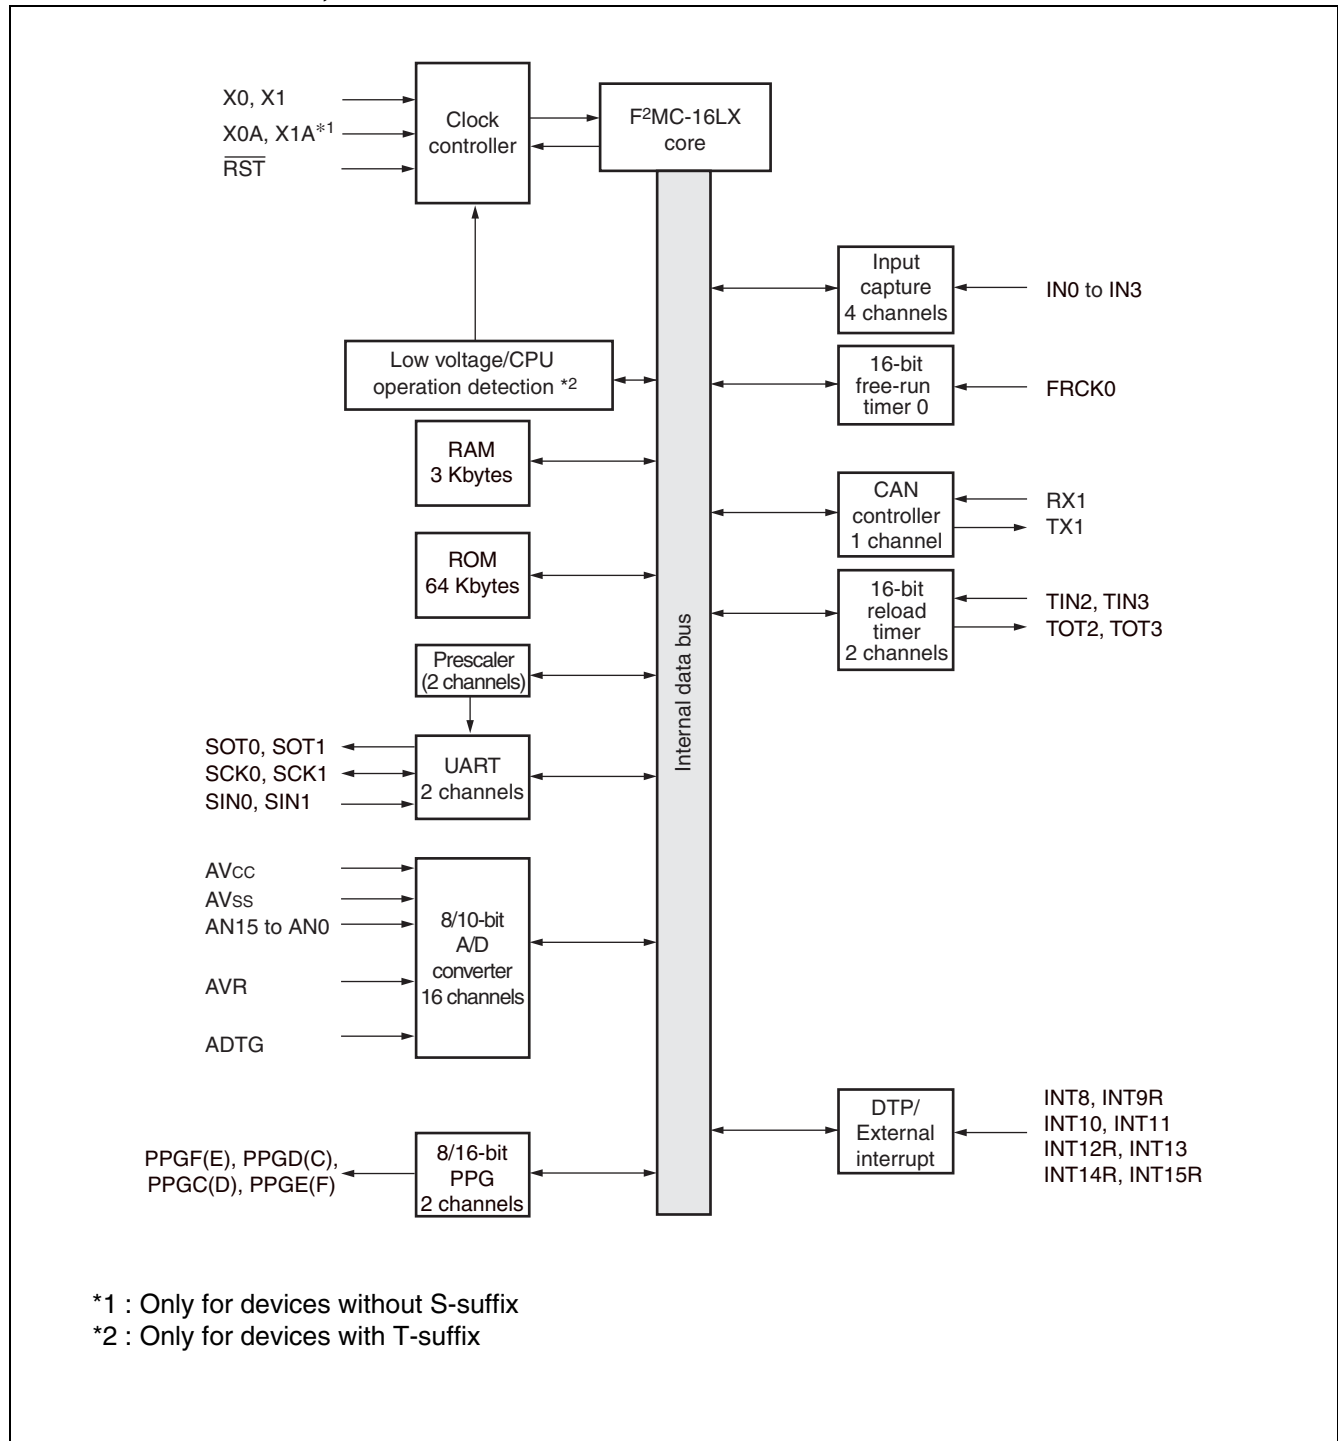 X0, X1
X0A, X1A*1
RST
Clock
controller
F2MC-16LX
core
Input
capture
4 channels
IN0 to IN3
Low voltage/CPU
operation detection *2
16-bit
free-run
timer 0
FRCK0
RAM
3 Kbytes
CAN
controller
1 channel
RX1
TX1
ROM
64 Kbytes
16-bit
reload
timer
2 channels
TIN2, TIN3
TOT2, TOT3
Internal data bus
Prescaler
(2 channels)
SOT0, SOT1
SCK0, SCK1
SIN0, SIN1
UART
2 channels
AVCC
AVSS
AN15 to AN0
AVR
ADTG
8/10-bit
A/D
converter
16 channels
DTP/
External
interrupt
INT8, INT9R
INT10, INT11
INT12R, INT13
INT14R, INT15R
PPGF(E), PPGD(C),
PPGC(D), PPGE(F)
8/16-bit
PPG
2 channels
*1 : Only for devices without S-suffix
*2 : Only for devices with T-suffix